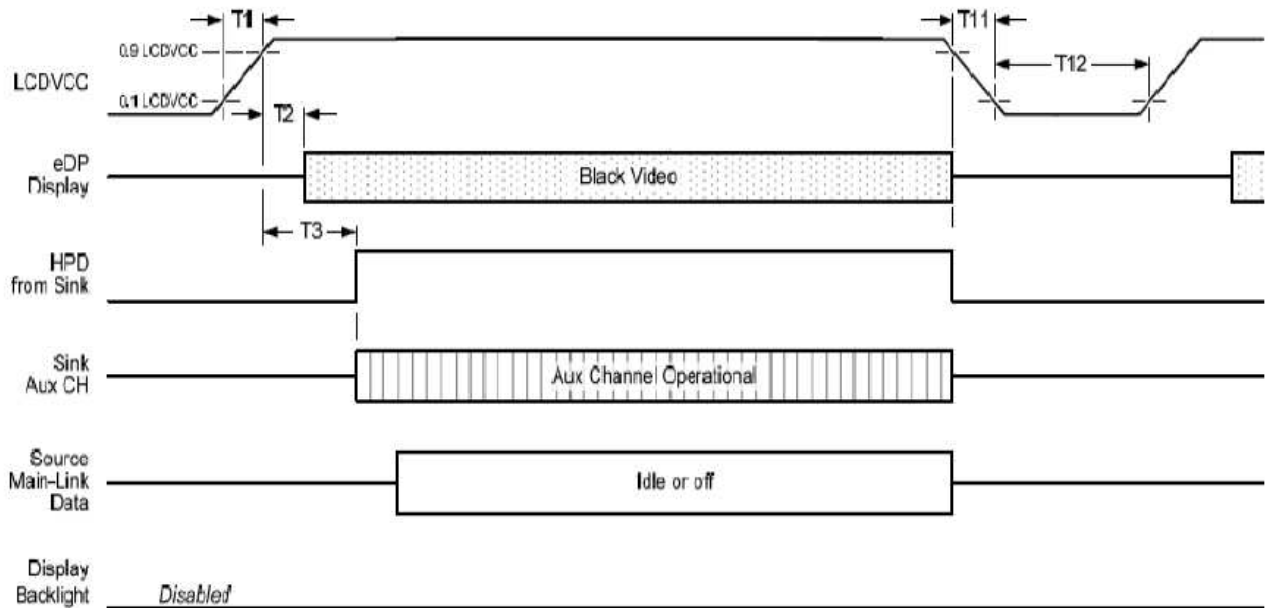 T1
T11
0.9 LCDVCC
LCDVCC
T12
0.1 LCDVCC
T2
eDP
Display
Black Video
T3
HPD
from Sink
Sink
Aux CH
Aux Channel Operational
Source
Main-Link
Data
Idle or off
Display
Backlight
Disabled